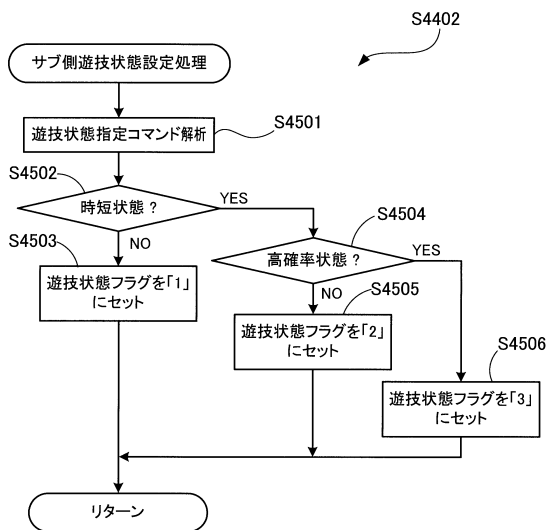 S4402
サブ側遊技状態設定処理
遊技状態指定コマンド解析
S4501
S4502
時短状態？
YES
NO
S4503
遊技状態フラグを｢1｣
にセット
S4504
高確率状態？
YES
NO
S4505
遊技状態フラグを｢2｣
にセット
S4506
遊技状態フラグを｢3｣
にセット
リターン